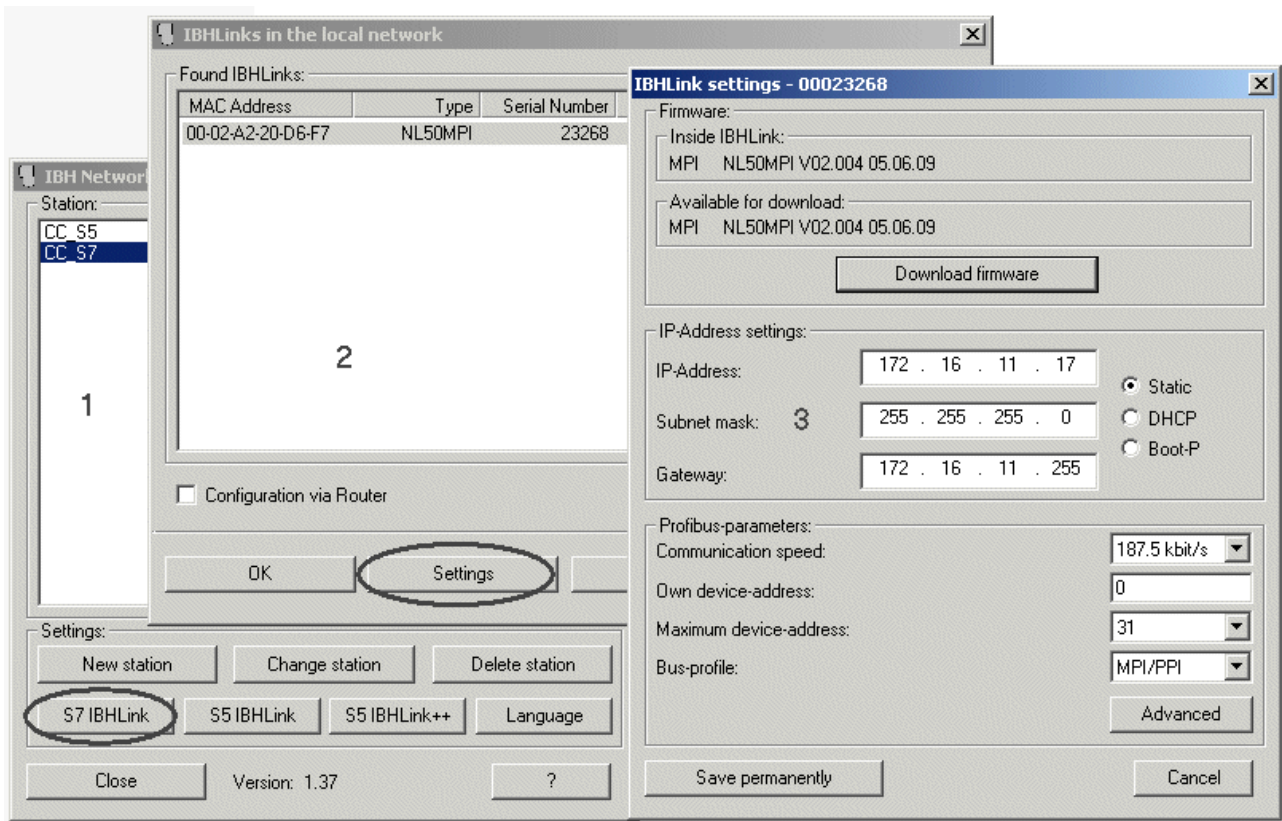 IBHLinks in the local network
Found IBHLinks:
MAC Address Type Serial Number
00-02-A2-20-D6-F7 NL50MPI 23268
2
Configuration via Router
OK Settings
IBH Networ
Station:
CC_S5
CC_S7
1
Settings:
New station Change station Delete station
S7 IBHLink S5 IBHLink S5 IBHLink++ Language
Close Version: 1.37 ?
IBHLink settings - 00023268
Firmware:
Inside IBHLink:
MPI NL50MPI V02.004 05.06.09
Available for download:
MPI NL50MPI V02.004 05.06.09
Download firmware
IP-Address settings:
IP-Address: 172 . 16 . 11 . 17
Static
Subnet mask: 3 255 . 255 . 255 . 0
DHCP
Boot-P
Gateway: 172 . 16 . 11 . 255
Profibus-parameters:
Communication speed: 187.5 kbit/s
Own device-address: 0
Maximum device-address: 31
Bus-profile: MPI/PPI
Advanced
Save permanently Cancel